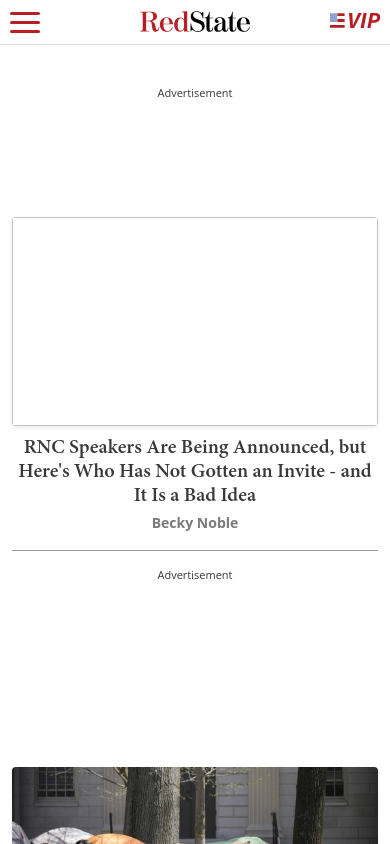 RedState
VIP
Advertisement
RNC Speakers Are Being Announced, but
Here's Who Has Not Gotten an Invite - and
It Is a Bad Idea
Becky Noble
Advertisement